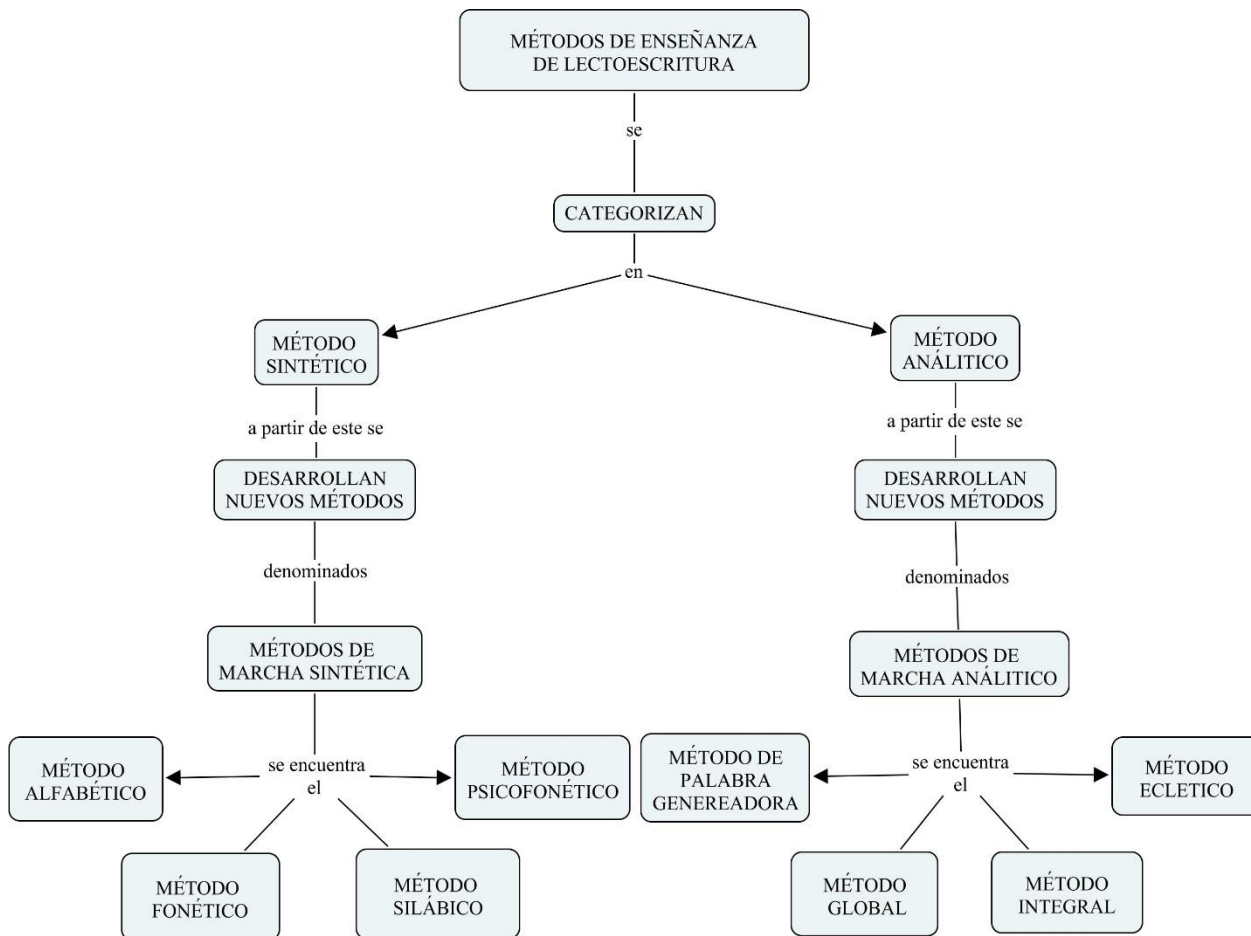 MÉTODOS DE ENSEÑANZA
DE LECTOESCRITURA
se
CATEGORIZAN
en
MÉTODO
SINTÉTICO
a partir de este se
DESARROLLAN
NUEVOS MÉTODOS
denominados
MÉTODOS DE
MARCHA SINTÉTICA
se encuentra
el
MÉTODO
ALFABÉTICO
MÉTODO
FONÉTICO
MÉTODO
SILÁBICO
MÉTODO
PSICOFONÉTICO
MÉTODO
ANÁLITICO
a partir de este se
DESARROLLAN
NUEVOS MÉTODOS
denominados
MÉTODOS DE
MARCHA ANÁLITICO
se encuentra
el
MÉTODO DE
PALABRA
GENEREADORA
MÉTODO
GLOBAL
MÉTODO
INTEGRAL
MÉTODO
ECLETICO